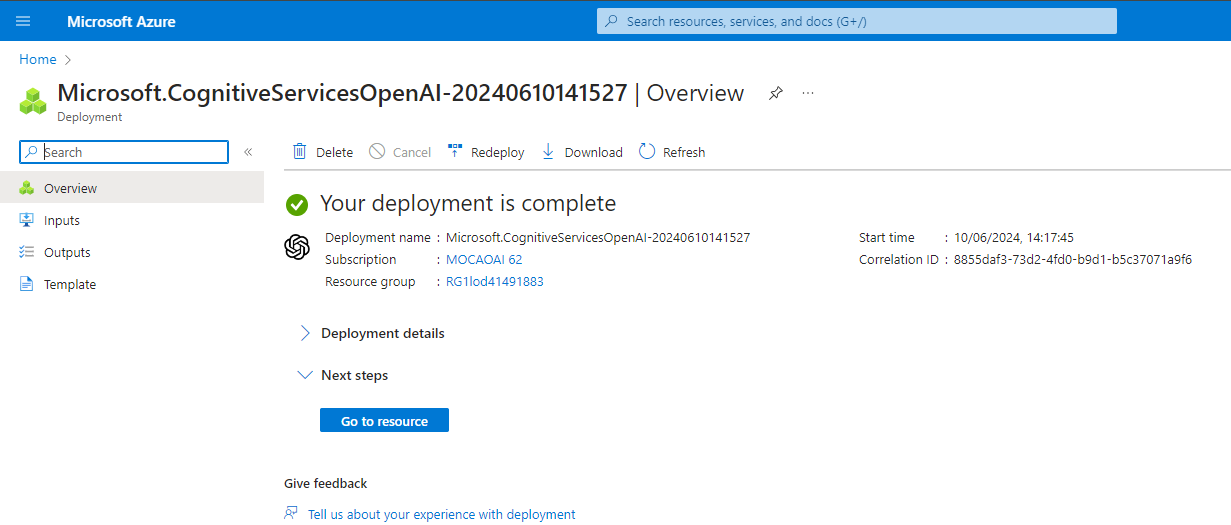 Microsoft Azure
Search resources, services, and docs (G+/)
Home
Microsoft.CognitiveServicesOpenAI-20240610141527 | Overview
Deployment
Search
Delete
Cancel
Redeploy
Download
Refresh
Overview
Inputs
Outputs
Template
Your deployment is complete
Deployment name : Microsoft.CognitiveServicesOpenAI-20240610141527
Subscription : MOCAOAI 62
Resource group : RG1lod41491883
Start time : 10/06/2024, 14:17:45
Correlation ID : 8855daf3-73d2-4fd0-b9d1-b5c37071a9f6
Deployment details
Next steps
Go to resource
Give feedback
Tell us about your experience with deployment